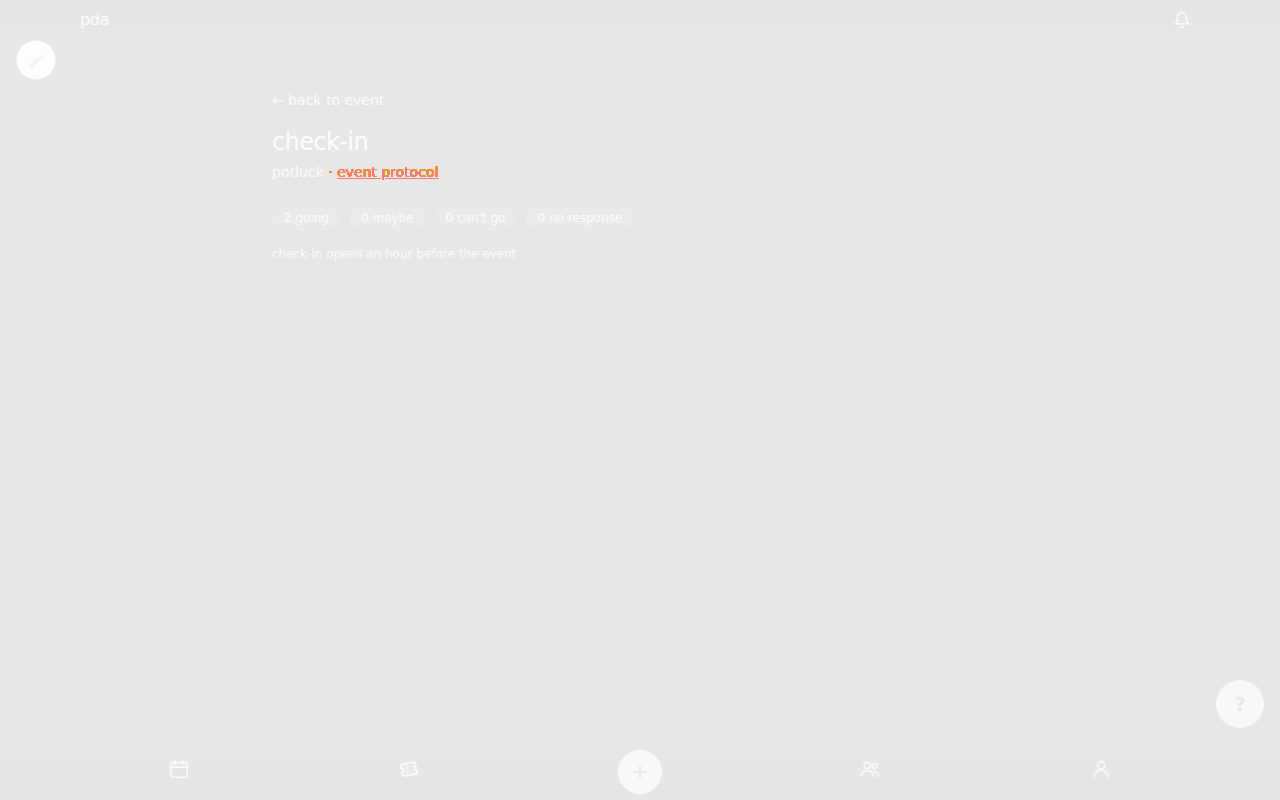 pda
← back to event
check-in
potluck - event protocol
2 going 0 maybe 0 can't go 0 no response
check-in opens an hour before the event
+
?